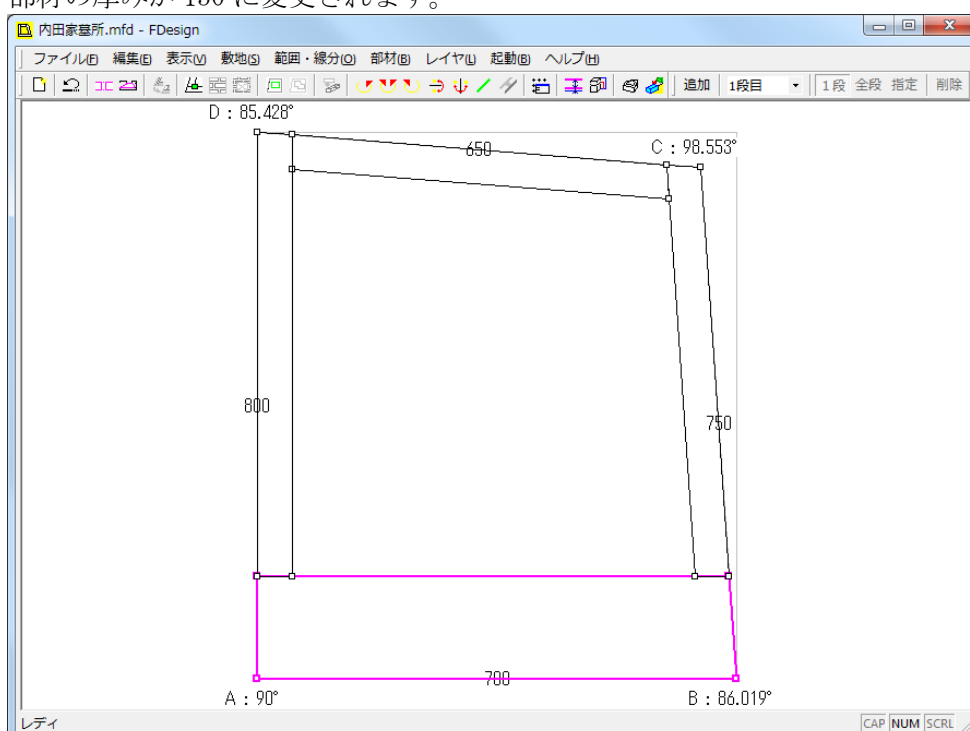 部材の厚みが 150 に変更されます。
内田家墓所.mfd - FDesign
ファイル(F) 編集(E) 表示(V) 敷地(S) 範囲・線分(O) 部材(B) レイヤ(L) 起動(B) ヘルプ(H)
追加 1段目 1段 全段 指定 削除
D : 85.428°
650
C : 98.553°
800
750
700
A : 90°
B : 86.019°
レディ
CAP NUM SCRL